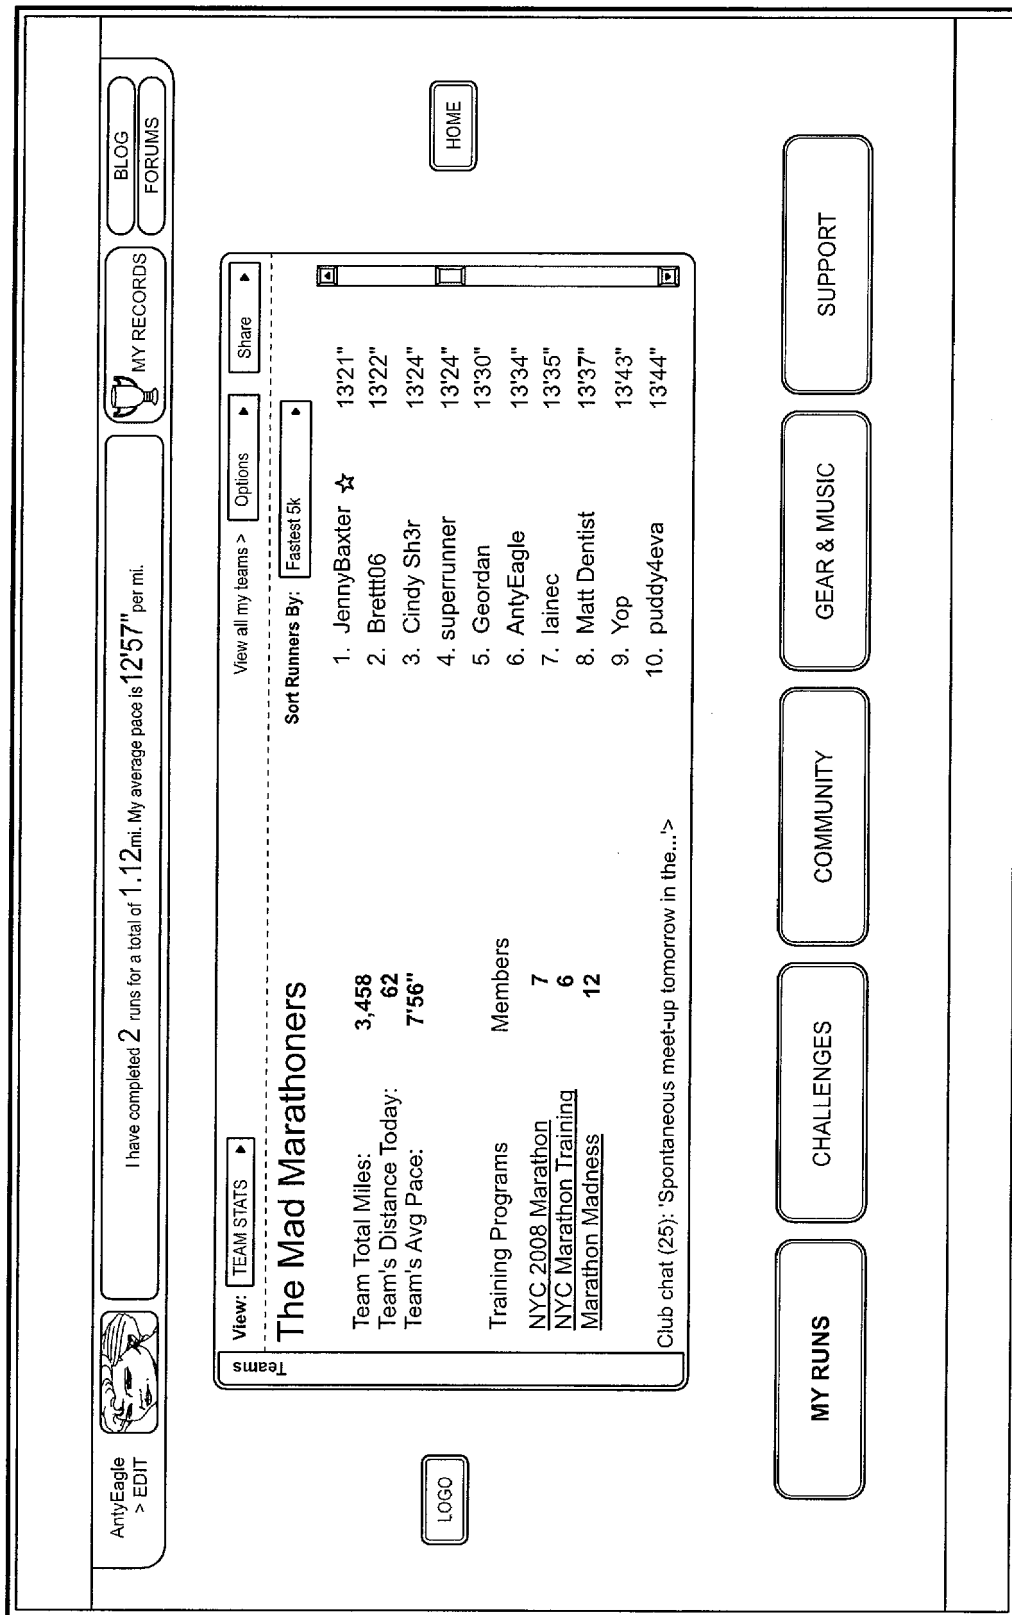 AntyEagle
> EDIT
I have completed 2 runs for a total of 1.12mi. My average pace is 12'57" per mi.
MY RECORDS
BLOG
FORUMS
LOGO
HOME
Teams
View: TEAM STATS
View all my teams >
Options
Share
The Mad Marathoners
Team Total Miles: 3,458
Team's Distance Today: 62
Team's Avg Pace: 7'56"
Training Programs Members
NYC 2008 Marathon 7
NYC Marathon Training 6
Marathon Madness 12
Sort Runners By: Fastest 5k
1. JennyBaxter ☆ 13'21"
2. Brettt06 13'22"
3. Cindy Sh3r 13'24"
4. superrunner 13'24"
5. Geordan 13'30"
6. AntyEagle 13'34"
7. lainec 13'35"
8. Matt Dentist 13'37"
9. Yop 13'43"
10. puddy4eva 13'44"
Club chat (25): 'Spontaneous meet-up tomorrow in the...'>
MY RUNS
CHALLENGES
COMMUNITY
GEAR & MUSIC
SUPPORT